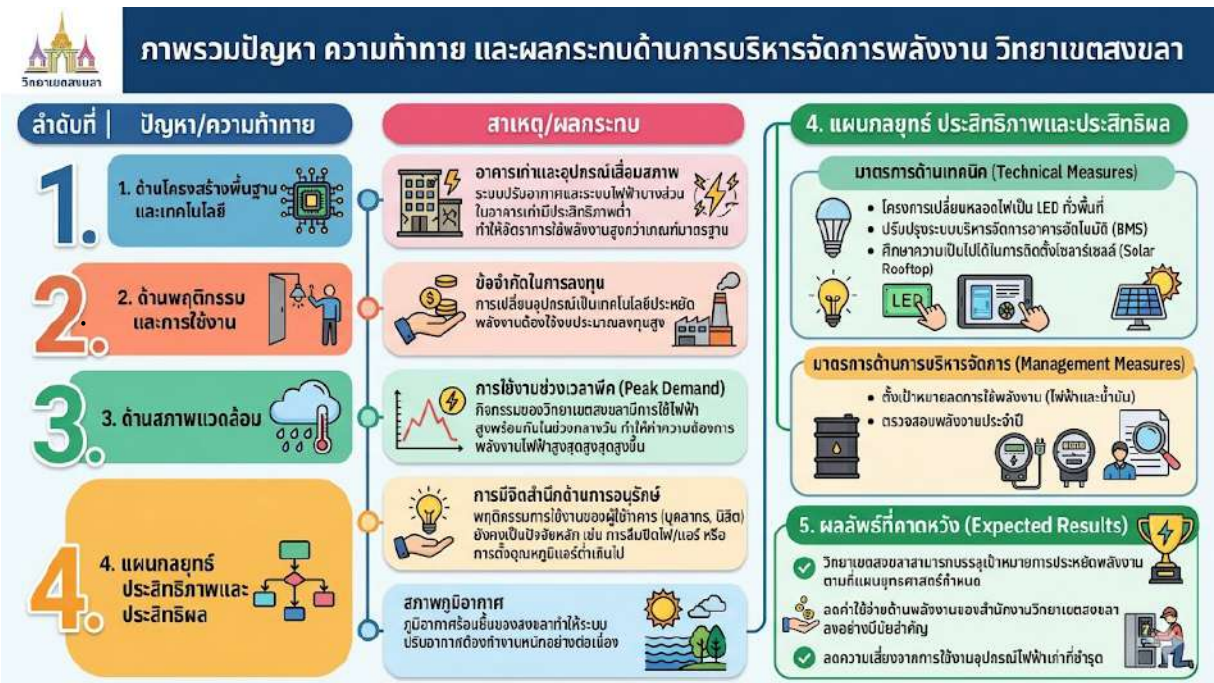 วิทยาเขตสงขลา
ภาพรวมปัญหา ความท้าทาย และผลกระทบด้านการบริหารจัดการพลังงาน วิทยาเขตสงขลา
ลำดับที่ | ปัญหา/ความท้าทาย
1.
1. ด้านโครงสร้างพื้นฐาน
และเทคโนโลยี
2.
2. ด้านพฤติกรรม
และการใช้งาน
3.
3. ด้านสภาพแวดล้อม
4.
4. แผนกลยุทธ์
ประสิทธิภาพและ
ประสิทธิผล
สาเหตุ/ผลกระทบ
อาคารเก่าและอุปกรณ์เสื่อมสภาพ
ระบบปรับอากาศและระบบไฟฟ้าบางส่วน
ในอาคารเก่ามีประสิทธิภาพต่ำ
ทำให้อัตราการใช้พลังงานสูงกว่าเกณฑ์มาตรฐาน
ข้อจำกัดในการลงทุน
การเปลี่ยนอุปกรณ์เป็นเทคโนโลยีประหยัด
พลังงานต้องใช้งบประมาณลงทุนสูง
การใช้งานช่วงเวลาพีค (Peak Demand)
กิจกรรมของวิทยาเขตสงขลามีการใช้ไฟฟ้า
สูงพร้อมกันในช่วงกลางวัน ทำให้ค่าความต้องการ
พลังงานไฟฟ้าสูงสุดสูงสุดสูงขึ้น
การมีจิตสำนึกด้านการอนุรักษ์
พฤติกรรมการใช้งานของผู้ใช้าาคาร (บุคลากร, นิสิต)
ยังคงเป็นปัจจัยหลัก เช่น การลืมปิดไฟ/แอร์ หรือ
การตั้งอุณหภูมิแอร์ต่ำเกินไป
สภาพภูมิอากาศ
ภูมิอากาศร้อนชื้นของสงขลาทำให้ระบบ
ปรับอากาศต้องทำงานหนักอย่างต่อเนื่อง
4. แผนกลยุทธ์ ประสิทธิภาพและประสิทธิผล
มาตรการด้านเทคนิค (Technical Measures)
• โครงการเปลี่ยนหลอดไฟเป็น LED ทั่วพื้นที่
• ปรับปรุงระบบบริหารจัดการอาคารอัตโนมัติ (BMS)
• ศึกษาความเป็นไปได้ในการติดตั้งโซลาร์เซลล์ (Solar
Rooftop)
LED
มาตรการด้านการบริหารจัดการ (Management Measures)
• ตั้งเป้าหมายลดการใช้พลังงาน (ไฟฟ้าและน้ำมัน)
• ตรวจสอบพลังงานประจำปี
5. ผลลัพธ์ที่คาดหวัง (Expected Results)
วิทยาเขตสงขลาสามารถบรรลุเป้าหมายการประหยัดพลังงาน
ตามที่แผนยุทธศาสตร์กำหนด
ลดค่าใช้จ่ายด้านพลังงานของสำนักงานวิทยาเขตสงขลา
ลงอย่างมีนัยสำคัญ
ลดความเสี่ยงจากการใช้งานอุปกรณ์ไฟฟ้าเก่าที่ชำรุด